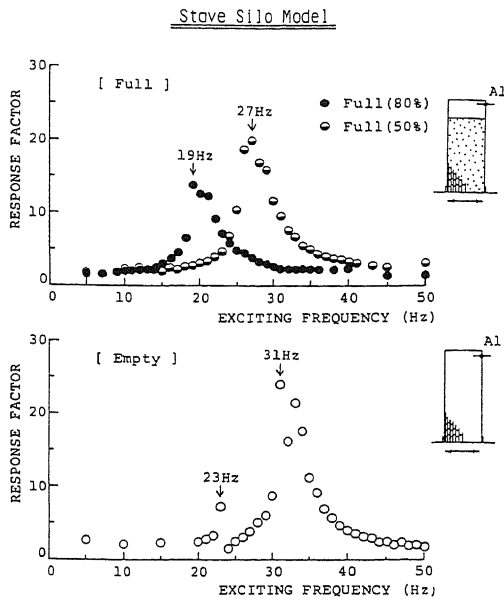 Stave Silo Model
30
[ Full ]
27Hz
● Full(80%)
◒ Full(50%)
Al
20
19Hz
10
0
RESPONSE FACTOR
0 10 20 30 40 50
EXCITING FREQUENCY (Hz)
30
[ Empty ]
31Hz
Al
20
23Hz
10
0
RESPONSE FACTOR
0 10 20 30 40 50
EXCITING FREQUENCY (Hz)